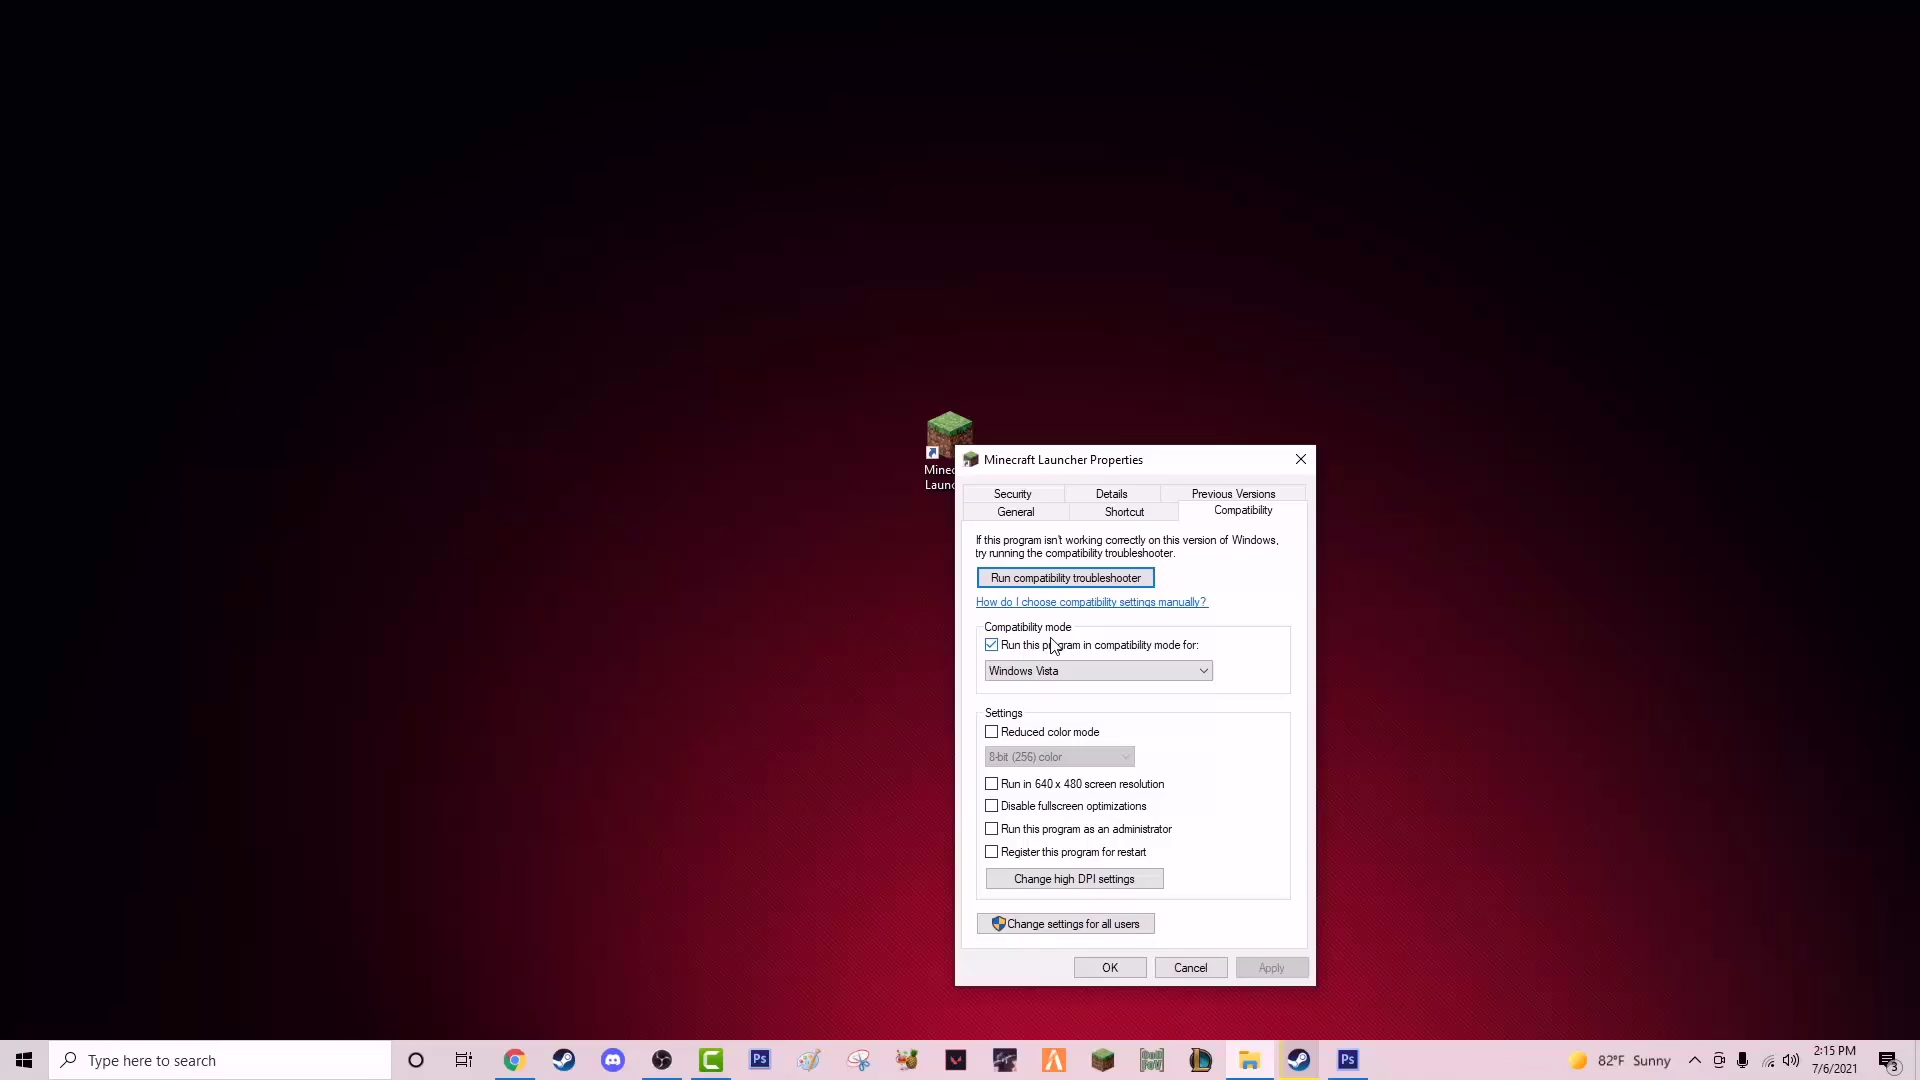 Minec
Launc
Minecraft Launcher Properties
Security
Details
Previous Versions
General
Shortcut
Compatibility
If this program isn't working correctly on this version of Windows,
try running the compatibility troubleshooter.
Run compatibility troubleshooter
How do I choose compatibility settings manually?
Compatibility mode
Run this program in compatibility mode for:
Windows Vista
Settings
Reduced color mode
8-bit (256) color
Run in 640 x 480 screen resolution
Disable fullscreen optimizations
Run this program as an administrator
Register this program for restart
Change high DPI settings
Change settings for all users
OK
Cancel
Apply
Type here to search
Ps
Ps
82°F Sunny
2:15 PM
7/6/2021
3